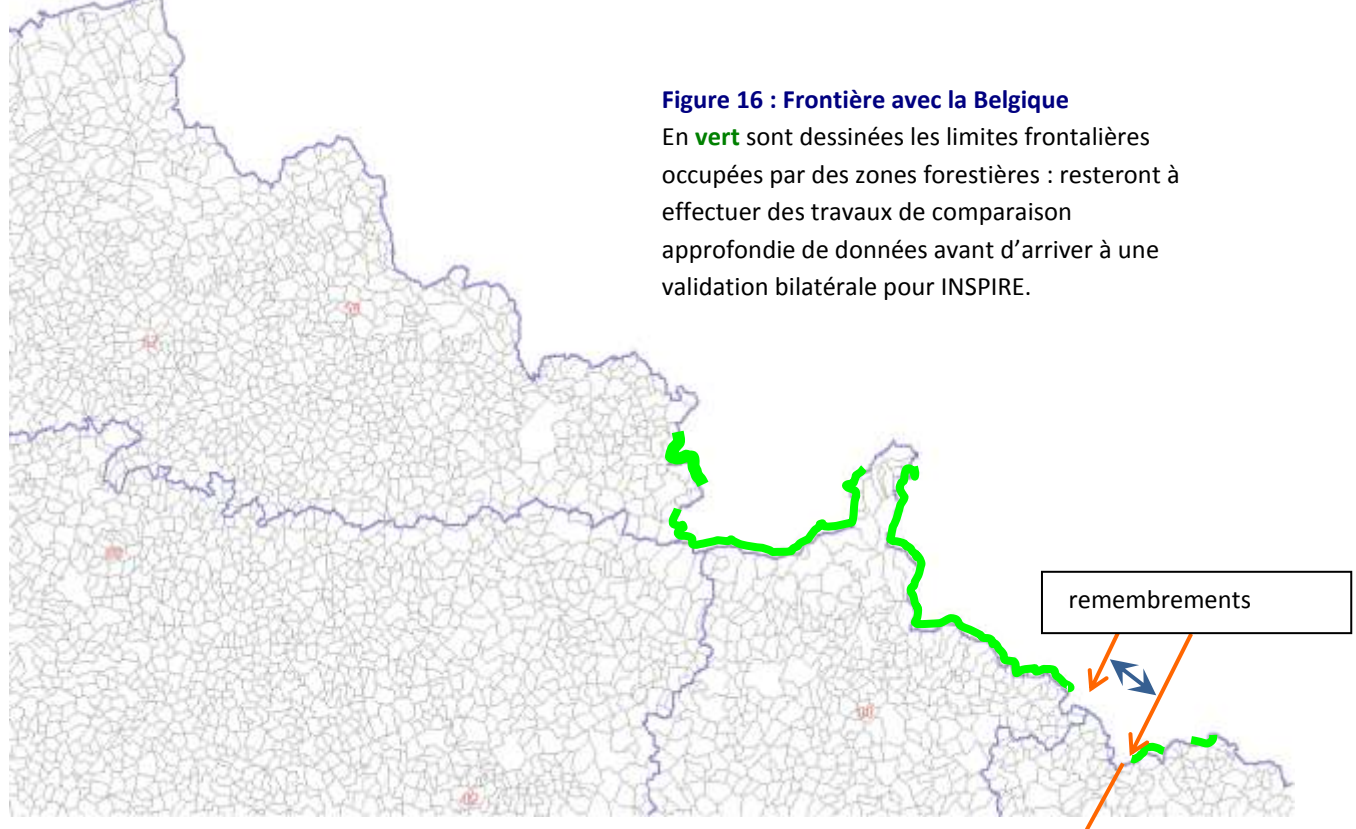 Figure 16 : Frontière avec la Belgique
En vert sont dessinées les limites frontalières
occupées par des zones forestières : resteront à
effectuer des travaux de comparaison
approfondie de données avant d’arriver à une
validation bilatérale pour INSPIRE.
remembrements
02